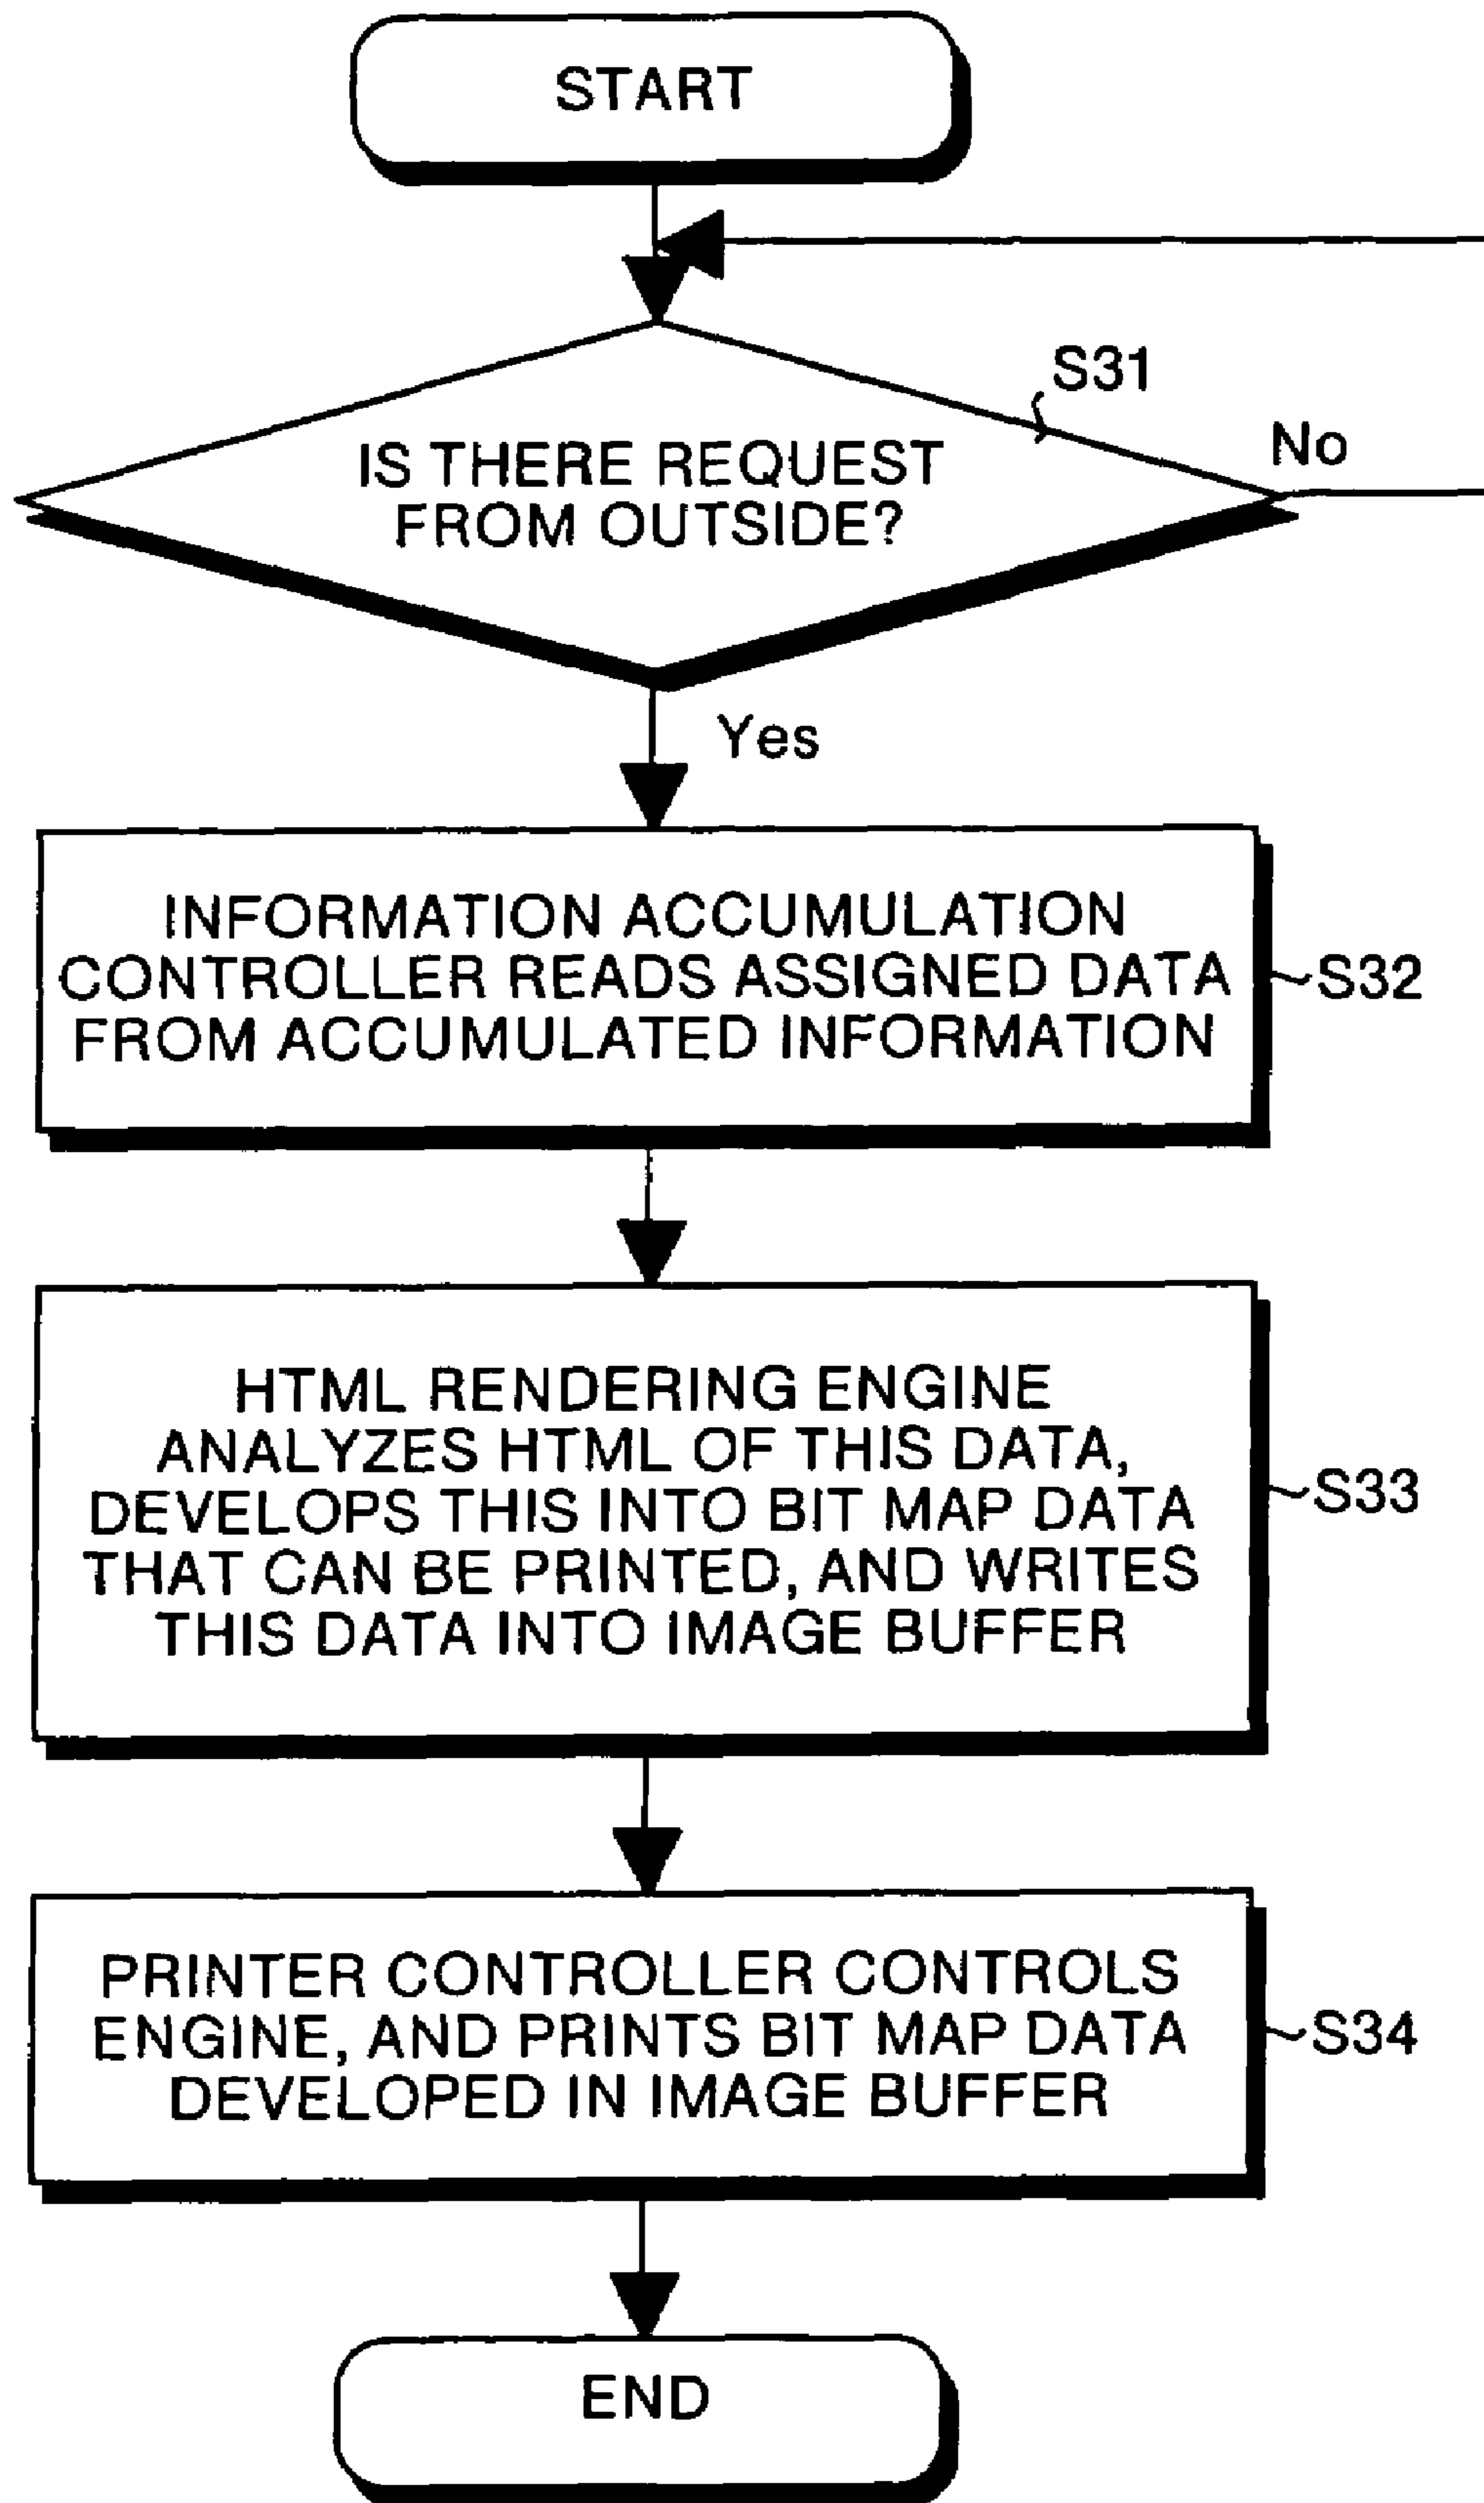 START
S31
No
IS THERE REQUEST
FROM OUTSIDE?
Yes
INFORMATION ACCUMULATION
CONTROLLER READS ASSIGNED DATA
FROM ACCUMULATED INFORMATION
S32
HTML RENDERING ENGINE
ANALYZES HTML OF THIS DATA,
DEVELOPS THIS INTO BIT MAP DATA
THAT CAN BE PRINTED, AND WRITES
THIS DATA INTO IMAGE BUFFER
S33
PRINTER CONTROLLER CONTROLS
ENGINE, AND PRINTS BIT MAP DATA
DEVELOPED IN IMAGE BUFFER
S34
END